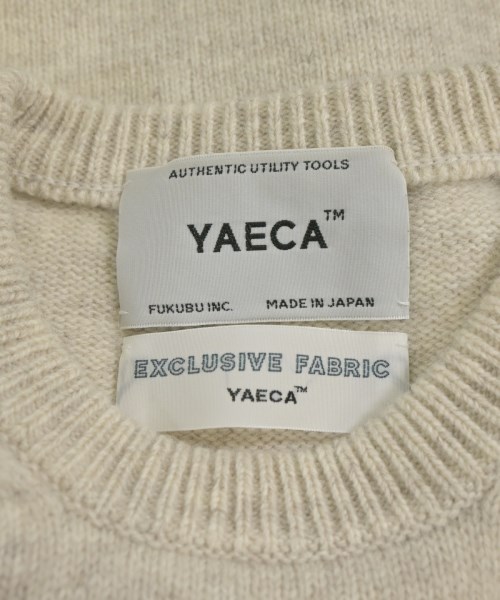 AUTHENTIC UTILITY TOOLS
YAECA™
FUKUBU INC. MADE IN JAPAN
EXCLUSIVE FABRIC
YAECA™